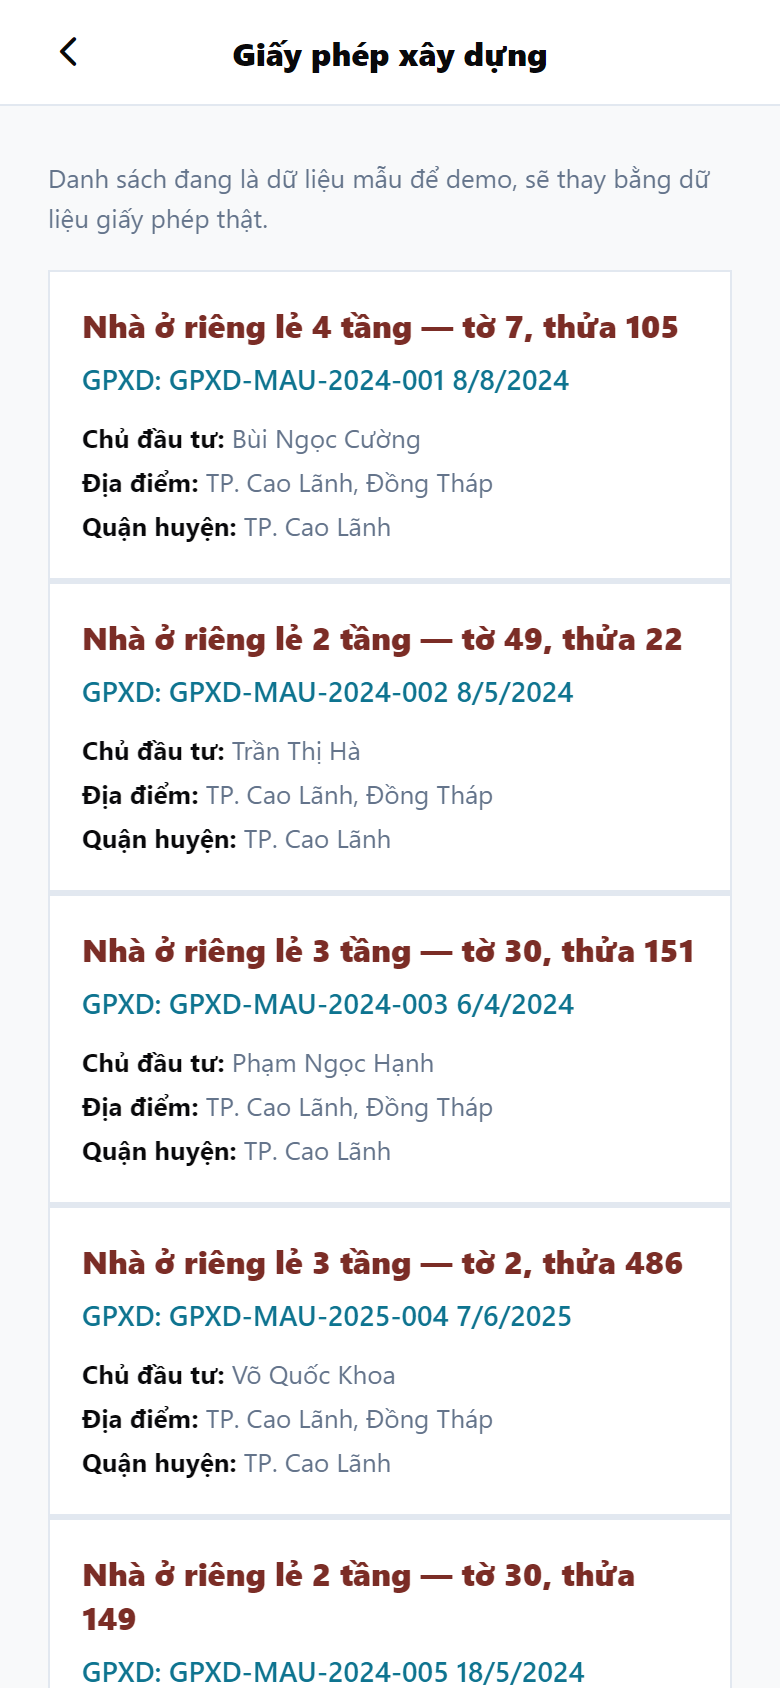 Giấy phép xây dựng
Danh sách đang là dữ liệu mẫu để demo, sẽ thay bằng dữ
liệu giấy phép thật.
Nhà ở riêng lẻ 4 tầng — tờ 7, thửa 105
GPXD: GPXD-MAU-2024-001 8/8/2024
Chủ đầu tư: Bùi Ngọc Cường
Địa điểm: TP. Cao Lãnh, Đồng Tháp
Quận huyện: TP. Cao Lãnh
Nhà ở riêng lẻ 2 tầng — tờ 49, thửa 22
GPXD: GPXD-MAU-2024-002 8/5/2024
Chủ đầu tư: Trần Thị Hà
Địa điểm: TP. Cao Lãnh, Đồng Tháp
Quận huyện: TP. Cao Lãnh
Nhà ở riêng lẻ 3 tầng — tờ 30, thửa 151
GPXD: GPXD-MAU-2024-003 6/4/2024
Chủ đầu tư: Phạm Ngọc Hạnh
Địa điểm: TP. Cao Lãnh, Đồng Tháp
Quận huyện: TP. Cao Lãnh
Nhà ở riêng lẻ 3 tầng — tờ 2, thửa 486
GPXD: GPXD-MAU-2025-004 7/6/2025
Chủ đầu tư: Võ Quốc Khoa
Địa điểm: TP. Cao Lãnh, Đồng Tháp
Quận huyện: TP. Cao Lãnh
Nhà ở riêng lẻ 2 tầng — tờ 30, thửa
149
GPXD: GPXD-MAU-2024-005 18/5/2024